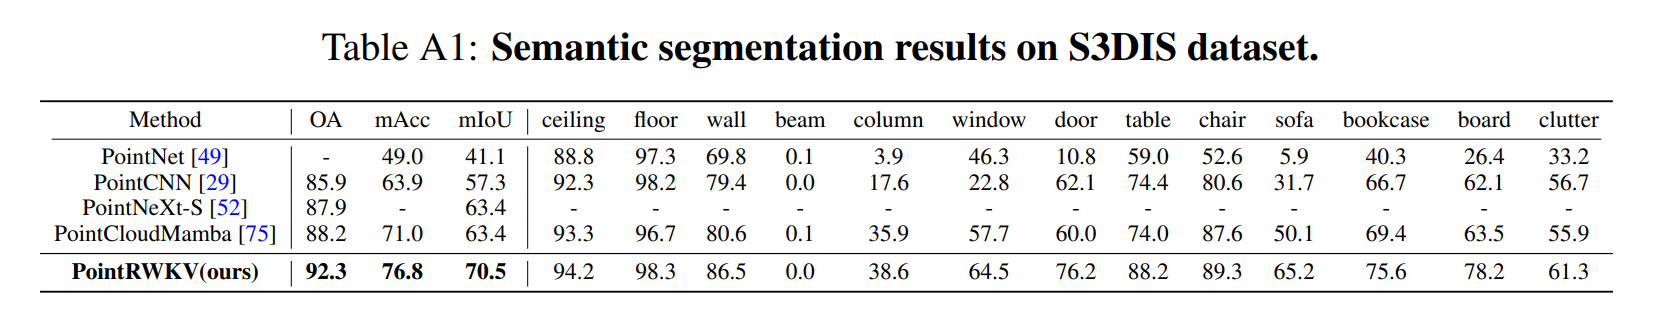 Table A1: Semantic segmentation results on S3DIS dataset.
Method OA mAcc mIoU ceiling floor wall beam column window door table chair sofa bookcase board clutter
PointNet [49] - 49.0 41.1 88.8 97.3 69.8 0.1 3.9 46.3 10.8 59.0 52.6 5.9 40.3 26.4 33.2
PointCNN [29] 85.9 63.9 57.3 92.3 98.2 79.4 0.0 17.6 22.8 62.1 74.4 80.6 31.7 66.7 62.1 56.7
PointNeXt-S [52] 87.9 - 63.4 - - - - - - - - - - - - -
PointCloudMamba [75] 88.2 71.0 63.4 93.3 96.7 80.6 0.1 35.9 57.7 60.0 74.0 87.6 50.1 69.4 63.5 55.9
PointRWKV(ours) 92.3 76.8 70.5 94.2 98.3 86.5 0.0 38.6 64.5 76.2 88.2 89.3 65.2 75.6 78.2 61.3